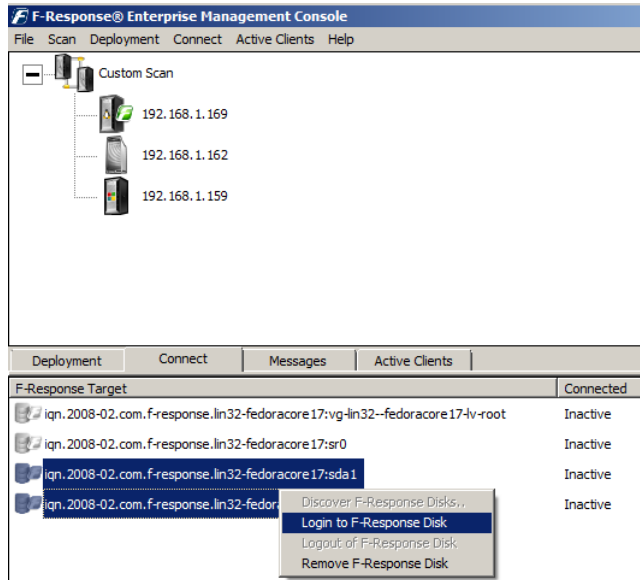 F-Response® Enterprise Management Console
File Scan Deployment Connect Active Clients Help
Custom Scan
192.168.1.169
192.168.1.162
192.168.1.159
Deployment Connect Messages Active Clients
F-Response Target Connected
iqn.2008-02.com.f-response.lin32-fedoracore17:vg-lin32--fedoracore17-lv-root Inactive
iqn.2008-02.com.f-response.lin32-fedoracore17:sr0 Inactive
iqn.2008-02.com.f-response.lin32-fedoracore17:sda1 Inactive
iqn.2008-02.com.f-response.lin32-fedora Inactive
Discover F-Response Disks..
Login to F-Response Disk
Logout of F-Response Disk
Remove F-Response Disk